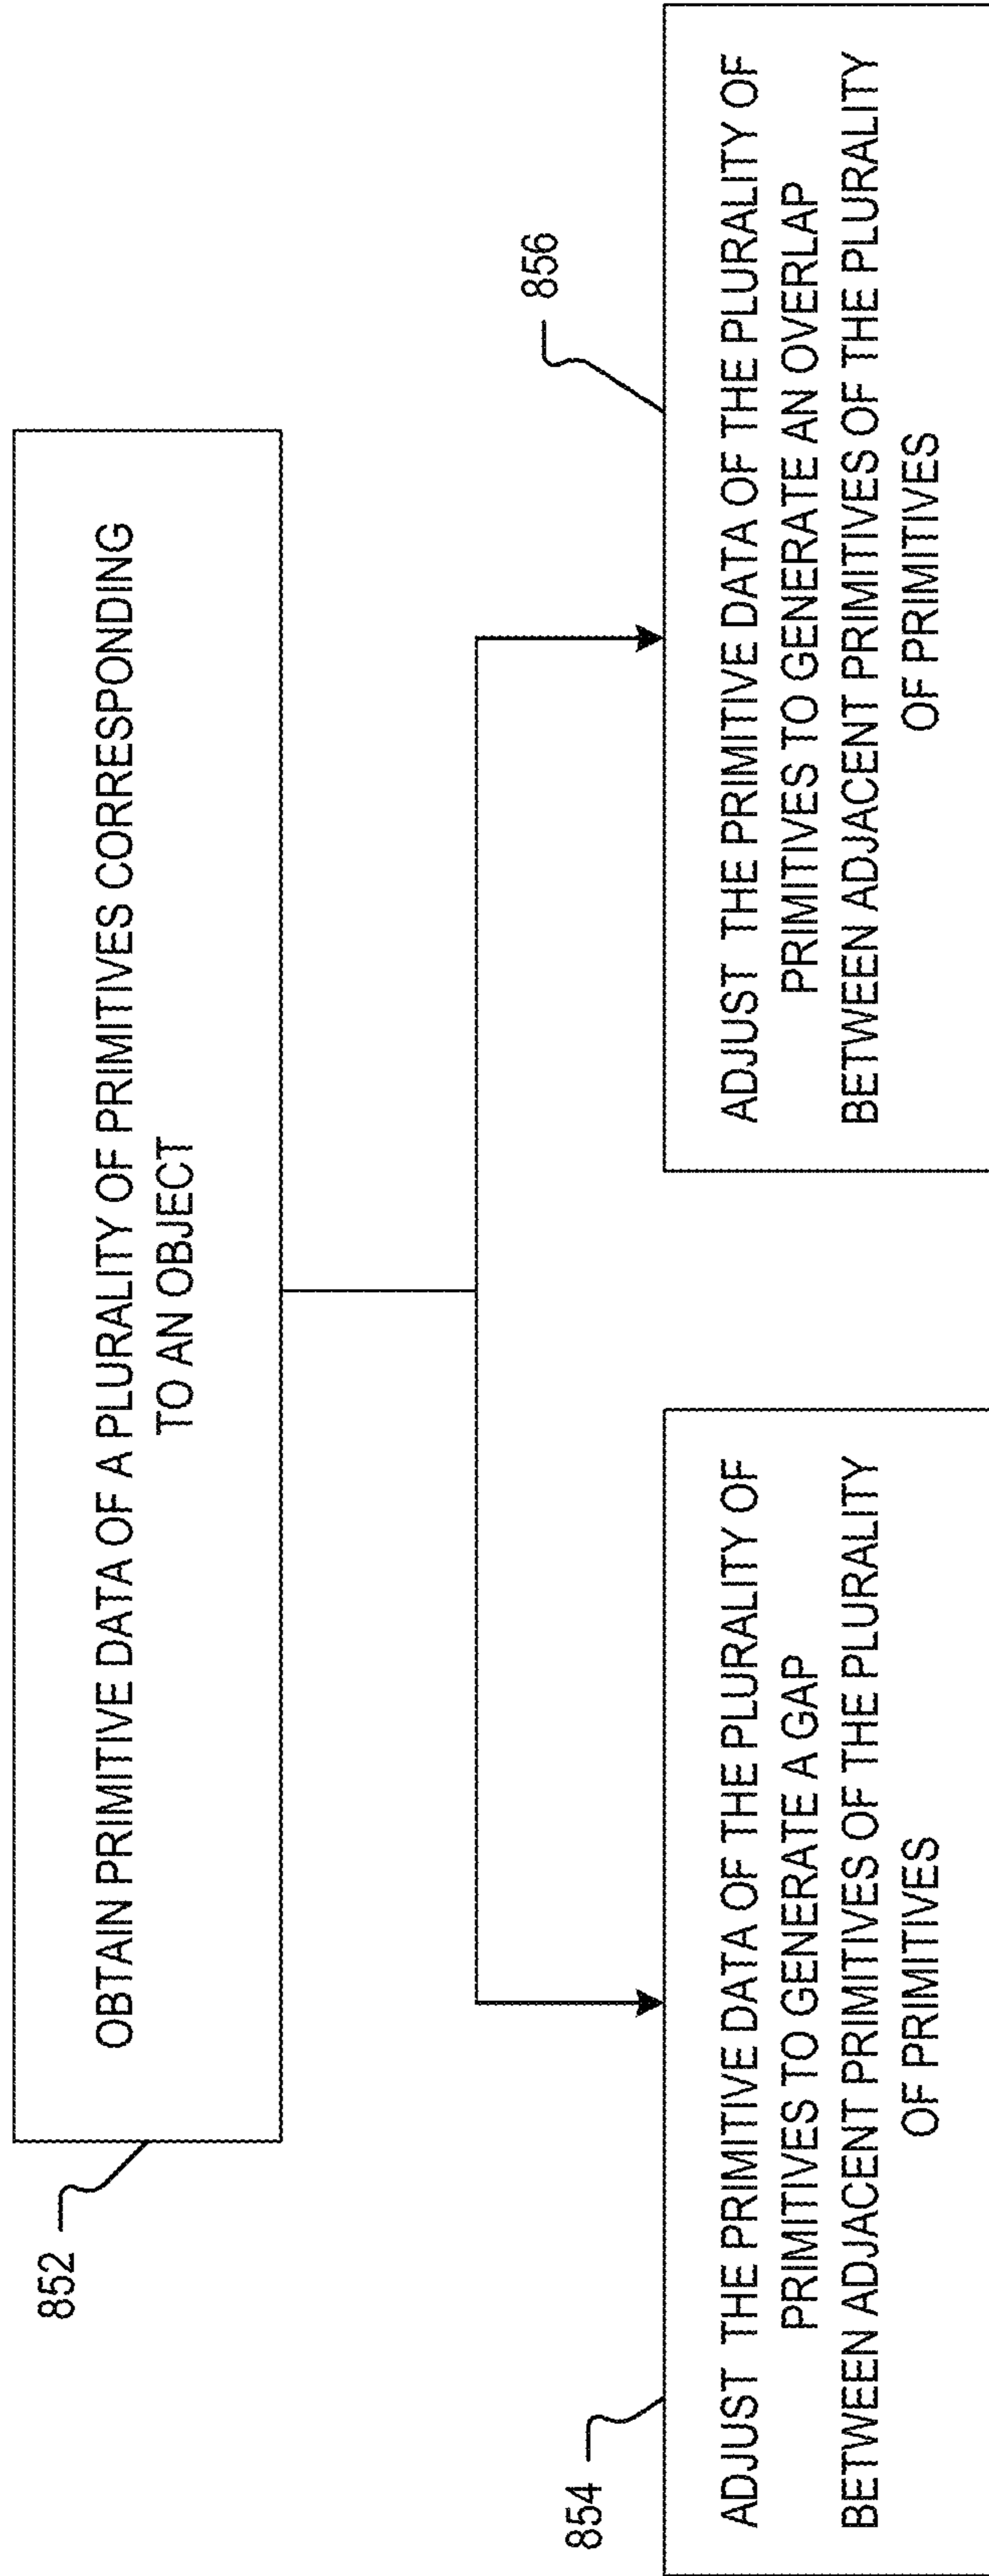 852
OBTAIN PRIMITIVE DATA OF A PLURALITY OF PRIMITIVES CORRESPONDING
TO AN OBJECT
854
ADJUST THE PRIMITIVE DATA OF THE PLURALITY OF
PRIMITIVES TO GENERATE A GAP
BETWEEN ADJACENT PRIMITIVES OF THE PLURALITY
OF PRIMITIVES
856
ADJUST THE PRIMITIVE DATA OF THE PLURALITY OF
PRIMITIVES TO GENERATE AN OVERLAP
BETWEEN ADJACENT PRIMITIVES OF THE PLURALITY
OF PRIMITIVES